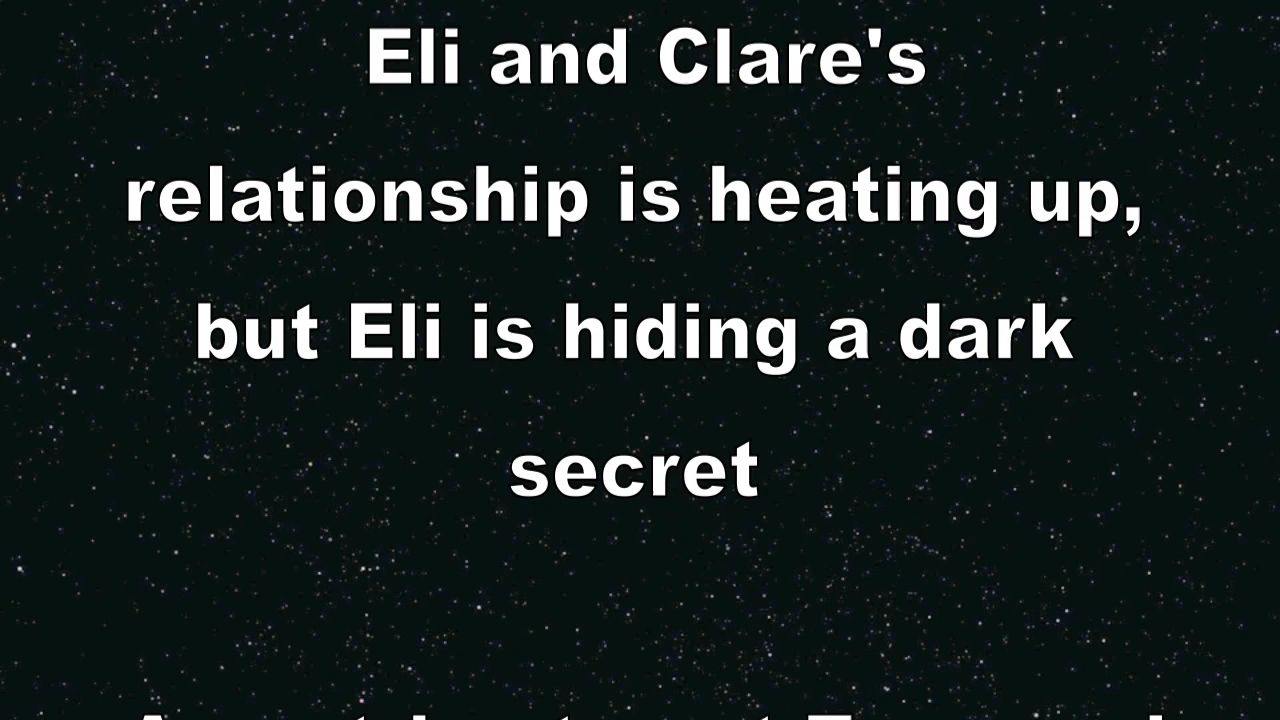 Eli and Clare's
relationship is heating up,
but Eli is hiding a dark
secret